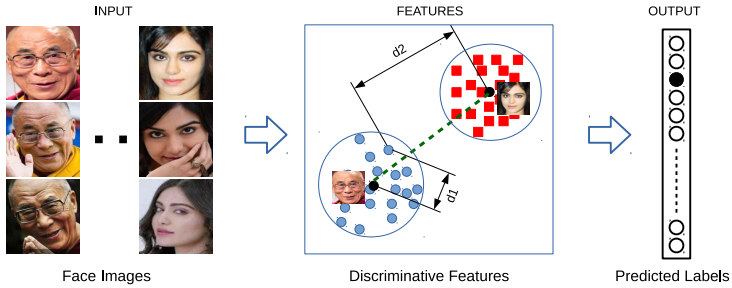 INPUT
FEATURES
OUTPUT
d2
d1
Face Images
Discriminative Features
Predicted Labels